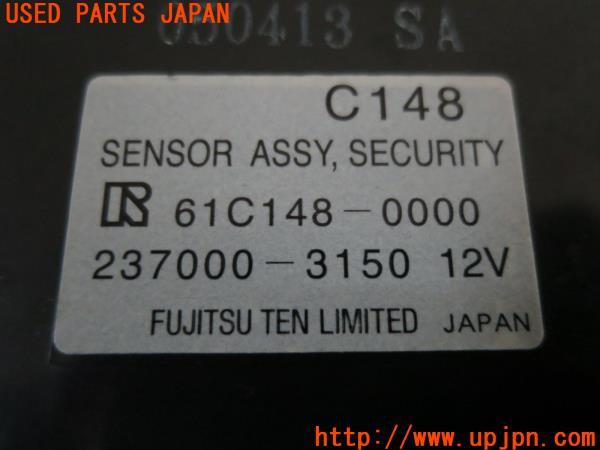 USED PARTS JAPAN
050413 SA
C148
SENSOR ASSY, SECURITY
R 61C148-0000
237000-3150 12V
FUJITSU TEN LIMITED JAPAN
UPJ
http://www.upjpn.com